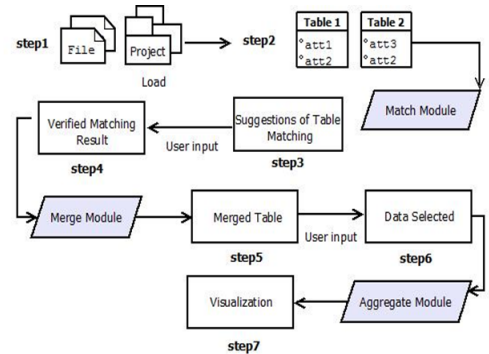 step1
File
Project
Load
step2
Table 1
°att1
°att2
Table 2
°att3
°att2
Match Module
Suggestions of Table
Matching
step3
User input
Verified Matching
Result
step4
Merge Module
Merged Table
step5
User input
Data Selected
step6
Aggregate Module
Visualization
step7